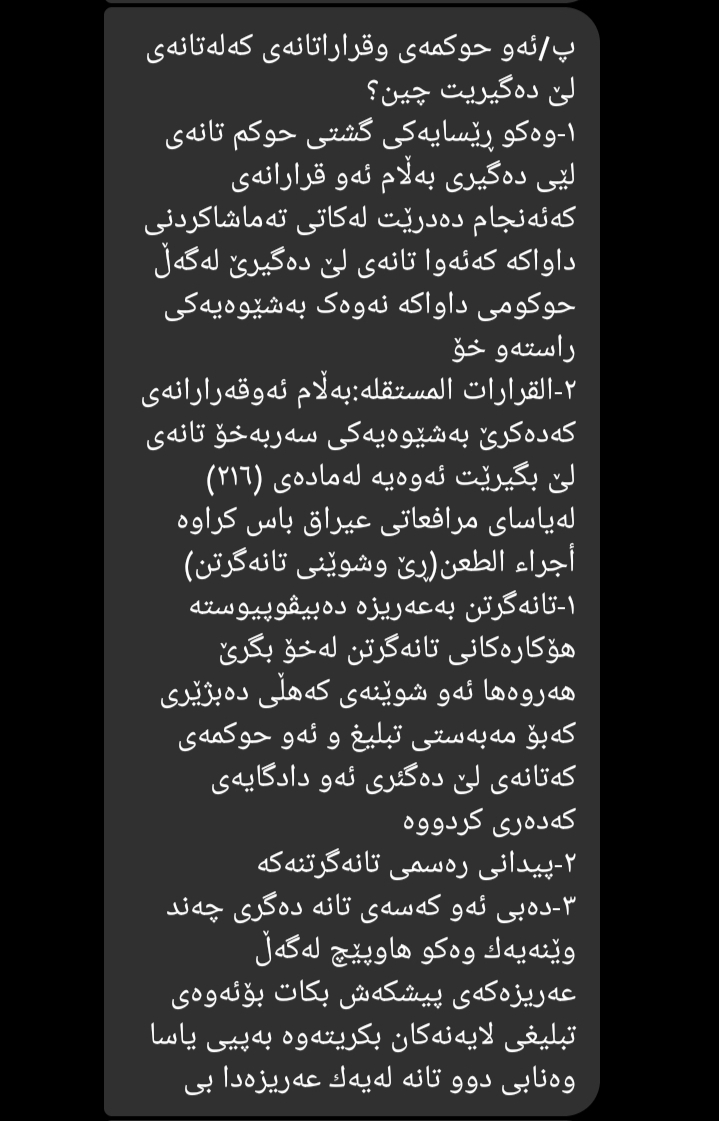 پ/ئەو حوکمەی وقراراتانەی کەلەتانەی
لێ دەگیریت چین؟
١-وەکو ڕێسایەکی گشتی حوکم تانەی
لێی دەگیری بەڵام ئەو قرارانەی
کەئەنجام دەدرێت لەکاتی تەماشاکردنی
داواکە کەئەوا تانەی لێ دەگیرێ لەگەڵ
حوکومی داواکە نەوەک بەشێوەیەکی
راستەو خۆ
٢-القرارات المستقله:بەڵام ئەوقەرارانەی
کەدەکرێ بەشێوەیەکی سەربەخۆ تانەی
لێ بگیرێت ئەوەیە لەمادەی (٢١٦)
لەیاسای مرافعاتی عیراق باس کراوە
أجراء الطعن(ڕێ وشوێنی تانەگرتن)
١-تانەگرتن بەعەریزە دەبیڤوپیوستە
هۆکارەکانی تانەگرتن لەخۆ بگرێ
هەروەها ئەو شوێنەی کەهڵی دەبژێری
کەبۆ مەبەستی تبلیغ و ئەو حوکمەی
کەتانەی لێ دەگئری ئەو دادگایەی
کەدەری کردووە
٢-پیدانی رەسمی تانەگرتنەکە
٣-دەبی ئەو کەسەی تانە دەگری چەند
وێنەیەك وەکو هاوپێچ لەگەڵ
عەریزەکەی پیشکەش بکات بۆئەوەی
تبلیغی لایەنەکان بکریتەوە بەپیی یاسا
وەنابی دوو تانە لەیەك عەریزەدا بی